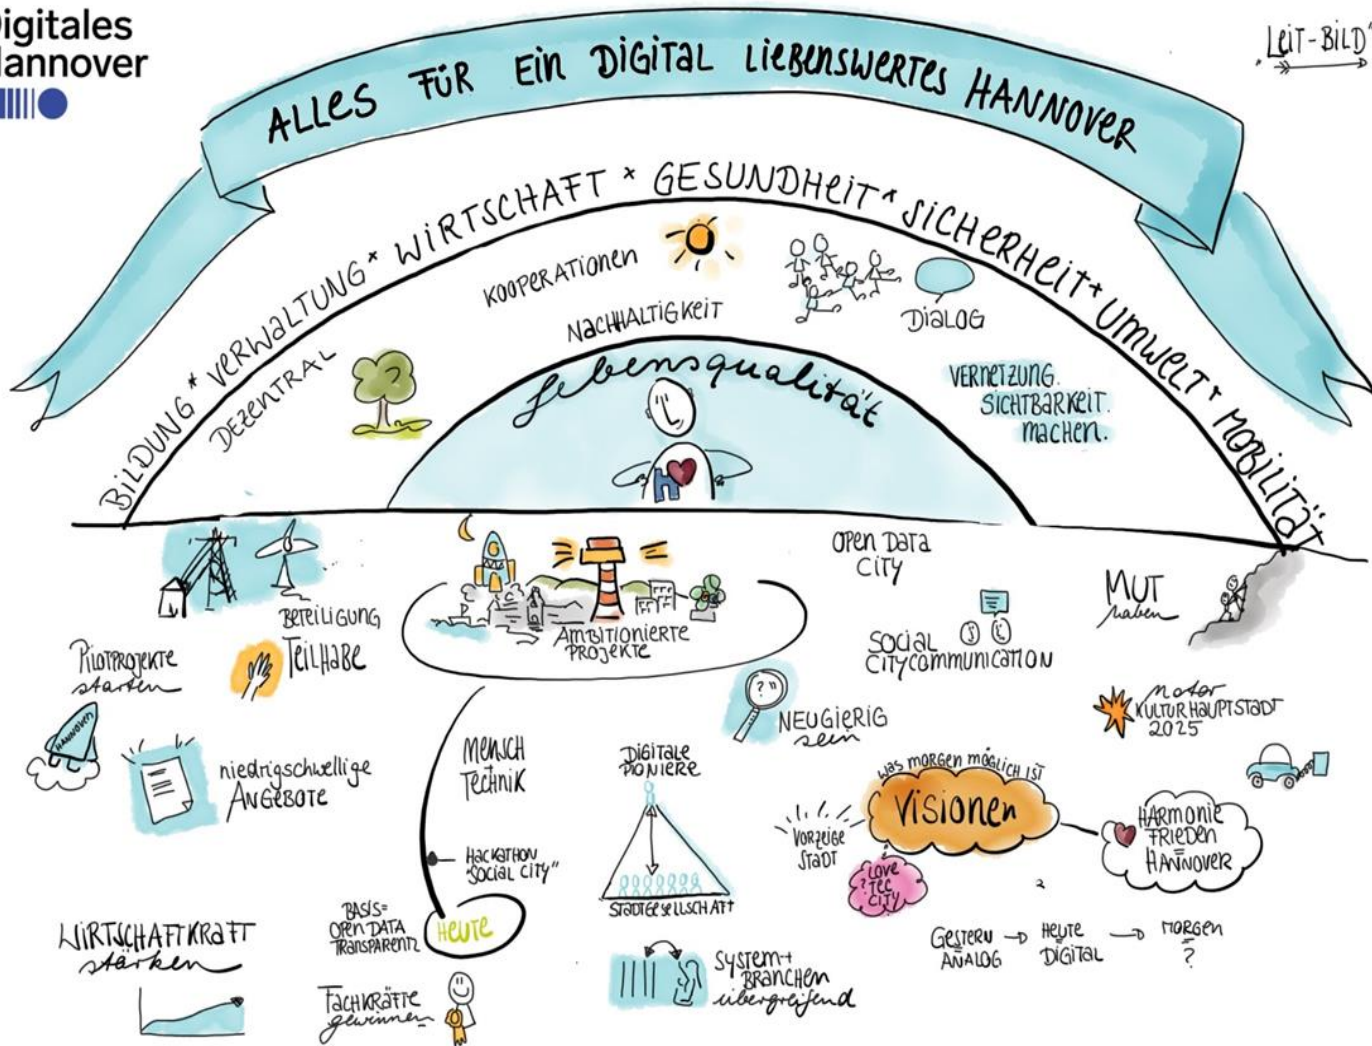 igitales
annover
"LEIT-BILD"
ALLES FÜR EIN DIGITAL LIEBENSWERTES HANNOVER
BILDUNG * VERWALTUNG * WIRTSCHAFT * GESUNDHEIT * SICHERHEIT + UMWELT + MOBILITÄT
DEZENTRAL
KOOPERATIONEN
NACHHALTIGKEIT
DIALOG
VERNETZUNG.
SICHTBARKEIT.
MACHEN.
Lebensqualität
H
BETEILIGUNG
TEILHABE
PILOTPROJEKTE
starten
HANNOVER
niedrigschwellige
ANGEBOTE
AMBITIONIERTE
PROJEKTE
OPEN DATA
CITY
SOCIAL
CITYCOMMUNICATION
MUT
haben
?"
NEUGIERIG
sein
Motor
KULTURHAUPTSTADT
2025
MENSCH
TECHNIK
HACKATHON
"SOCIAL CITY"
HEUTE
BASIS=
OPEN DATA
TRANSPARENTZ
DIGITALE
PIONIERE
STADTGESELLSCHAFT
WAS MORGEN MÖGLICH IST
VISIONEN
VORZEIGE
STADT
LOVE
TEC
CITY
HARMONIE
FRIEDEN
HANNOVER
WIRTSCHAFTKRAFT
stärken
FACHKRÄFTE
gewinnen
SYSTEM+
BRANCHEN
übergreifend
GESTERN → HEUTE → MORGEN
ANALOG DIGITAL ?